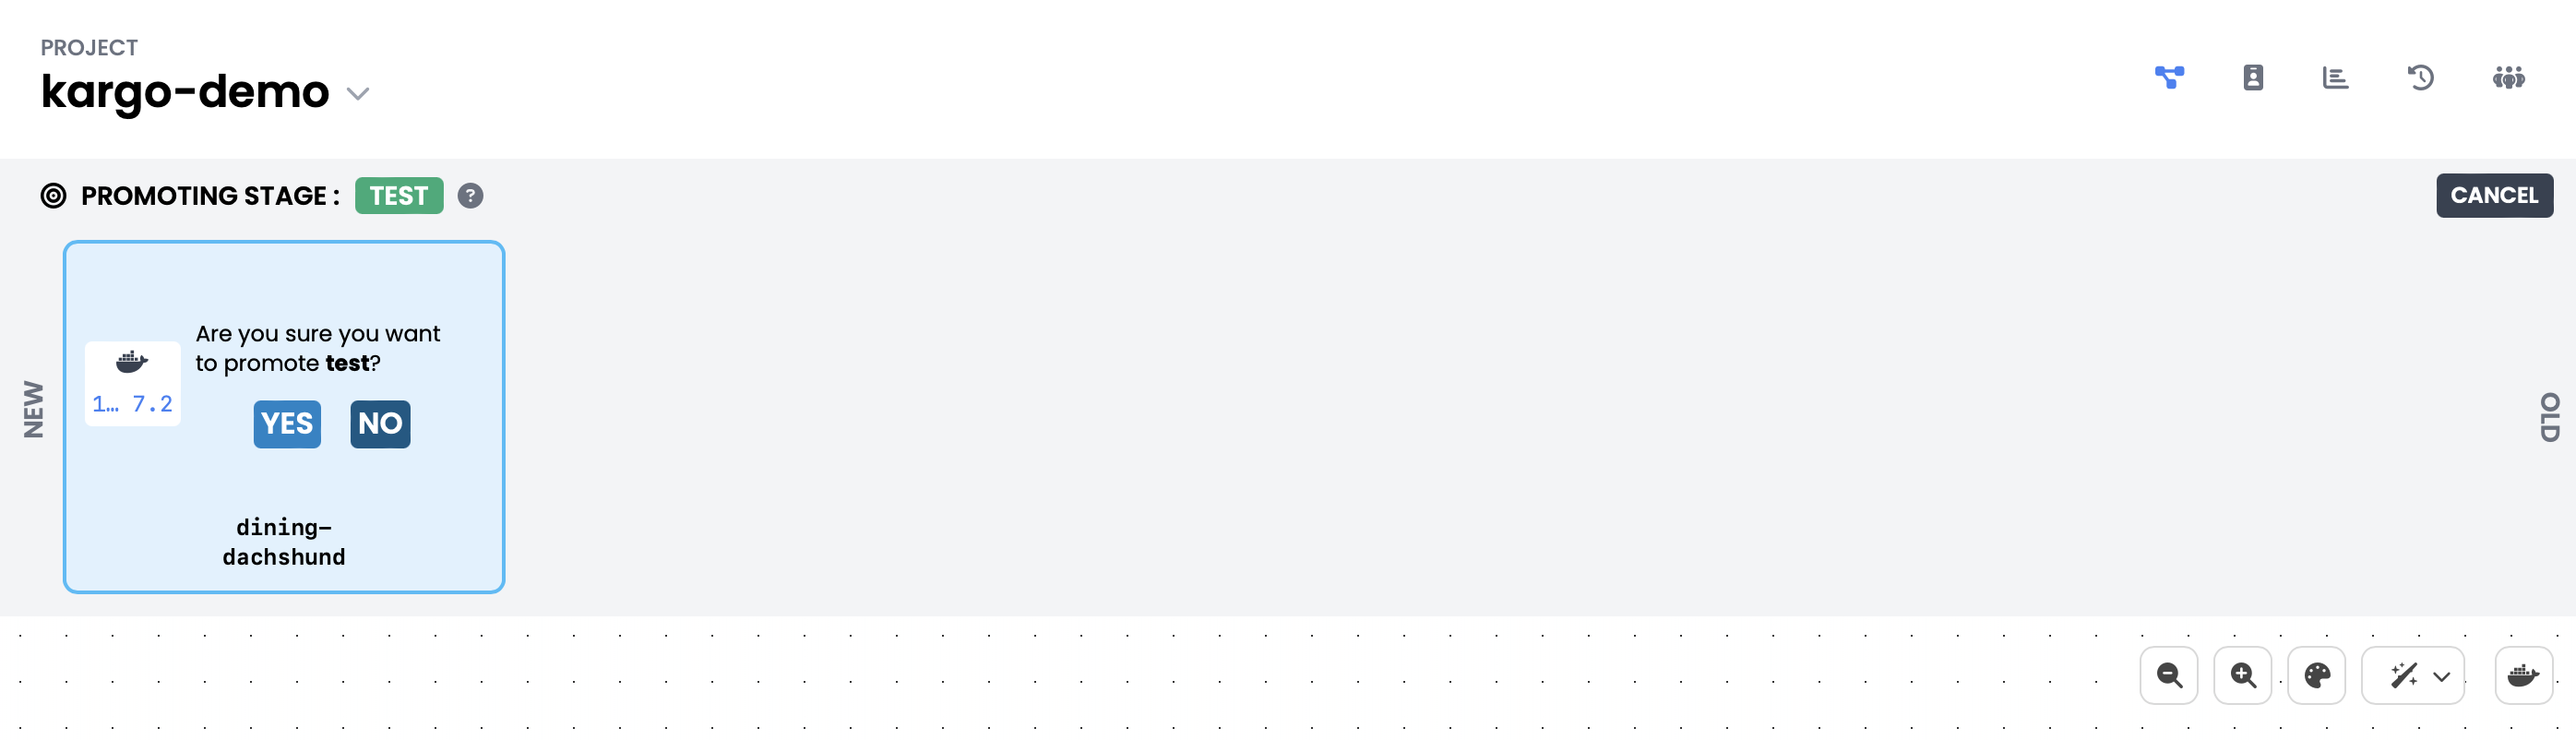 PROJECT
kargo-demo
PROMOTING STAGE : TEST ?
CANCEL
NEW
Are you sure you want
to promote test?
1… 7.2
YES NO
dining-
dachshund
OLD